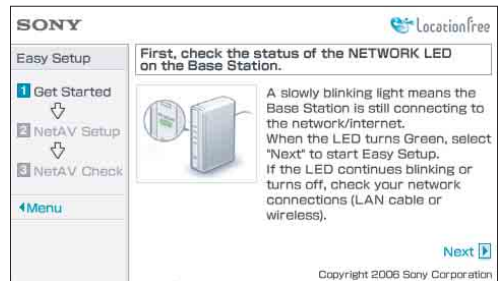 SONY
LocationFree
Easy Setup
1 Get Started
2 NetAV Setup
3 NetAV Check
Menu
First, check the status of the NETWORK LED
on the Base Station.
A slowly blinking light means the
Base Station is still connecting to
the network/internet.
When the LED turns Green, select
"Next" to start Easy Setup.
If the LED continues blinking or
turns off, check your network
connections (LAN cable or
wireless).
Next
Copyright 2006 Sony Corporation